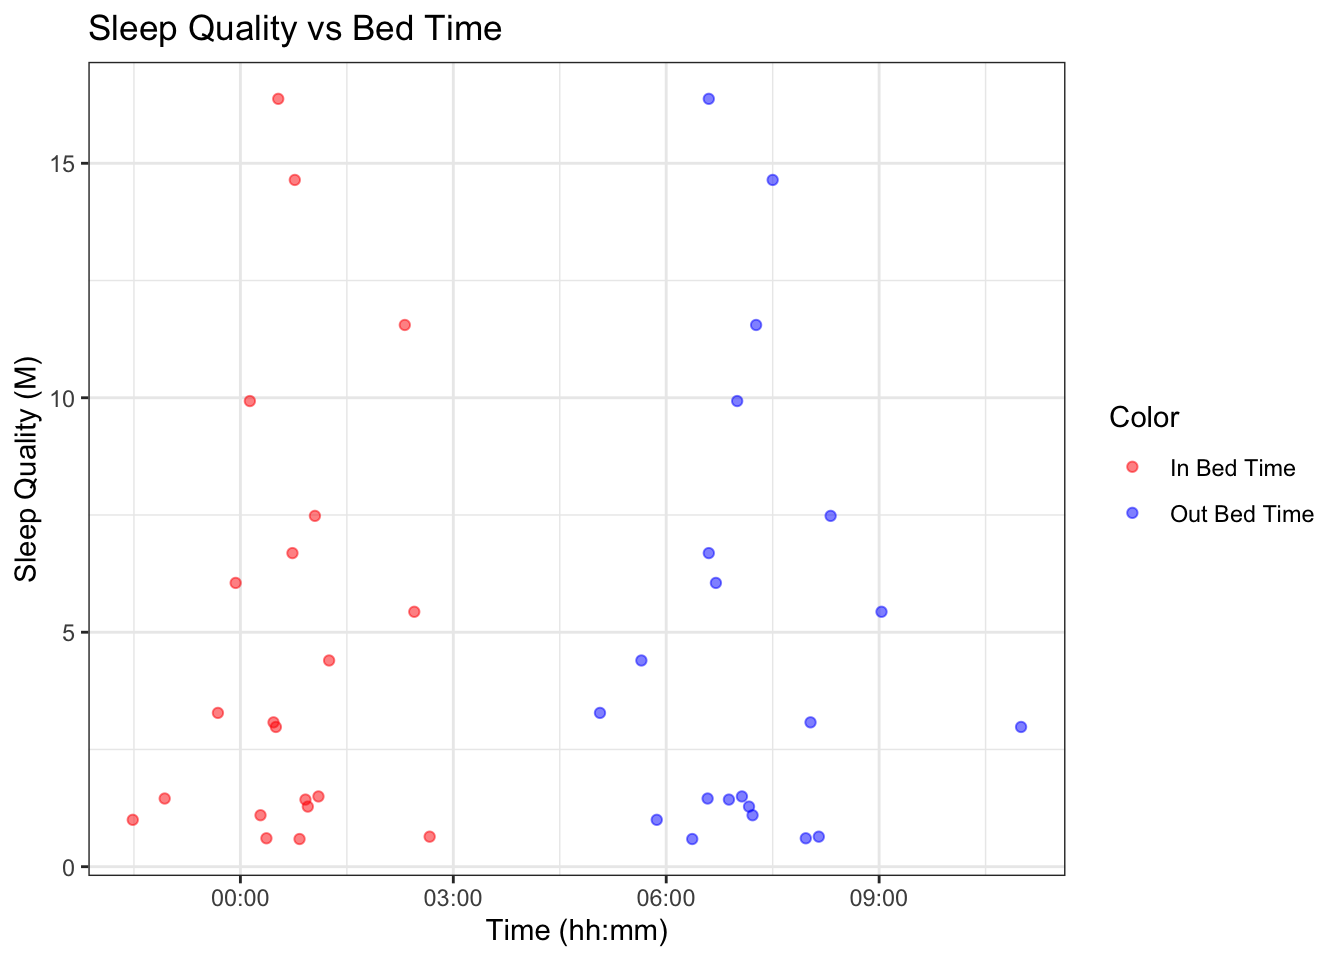 Sleep Quality vs Bed Time
Sleep Quality (M)
15
10
5
0
00:00 03:00 06:00 09:00
Time (hh:mm)
Color
In Bed Time
Out Bed Time